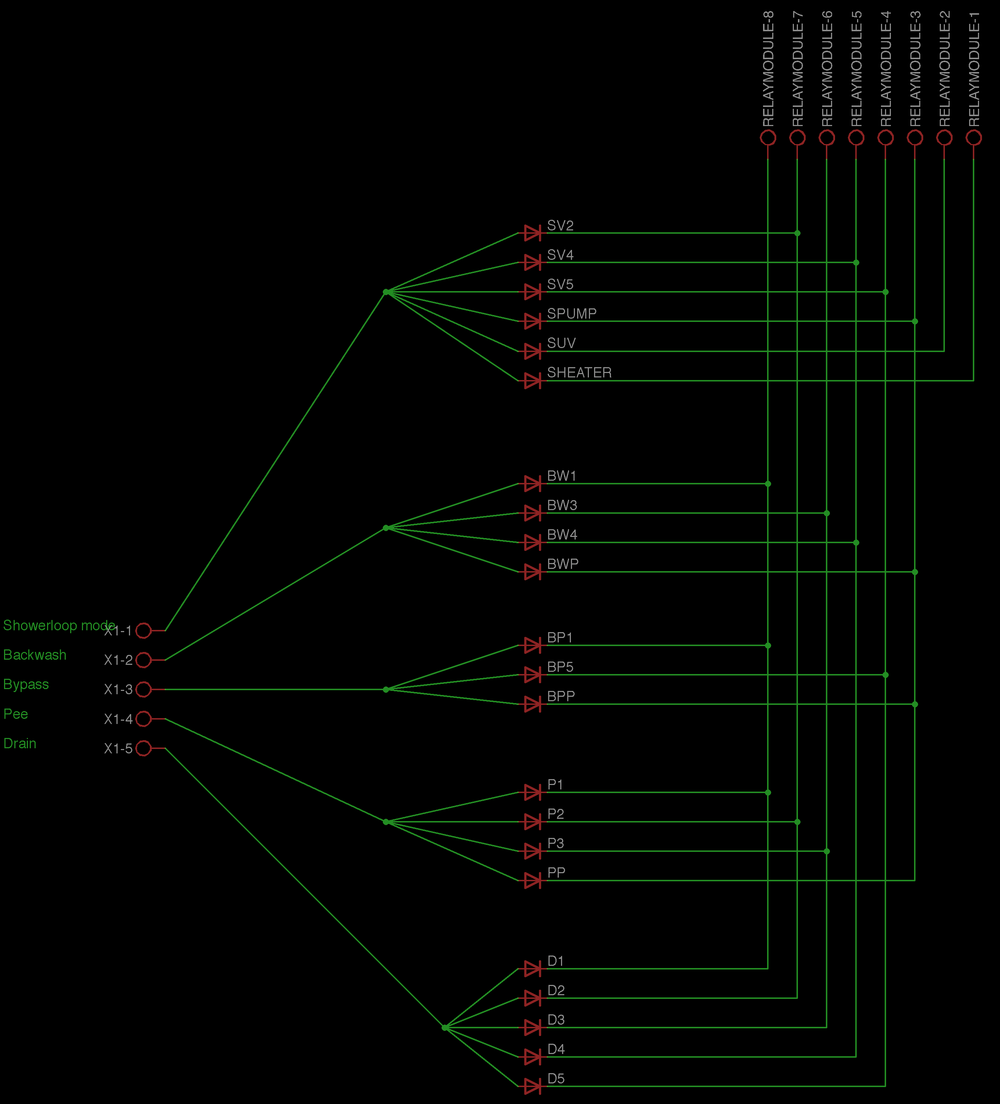 RELAYMODULE-8
RELAYMODULE-7
RELAYMODULE-6
RELAYMODULE-5
RELAYMODULE-4
RELAYMODULE-3
RELAYMODULE-2
RELAYMODULE-1
SV2
SV4
SV5
SPUMP
SUV
SHEATER
BW1
BW3
BW4
BWP
Showerloop mode X1-1
Backwash X1-2
Bypass X1-3
Pee X1-4
Drain X1-5
BP1
BP5
BPP
P1
P2
P3
PP
D1
D2
D3
D4
D5